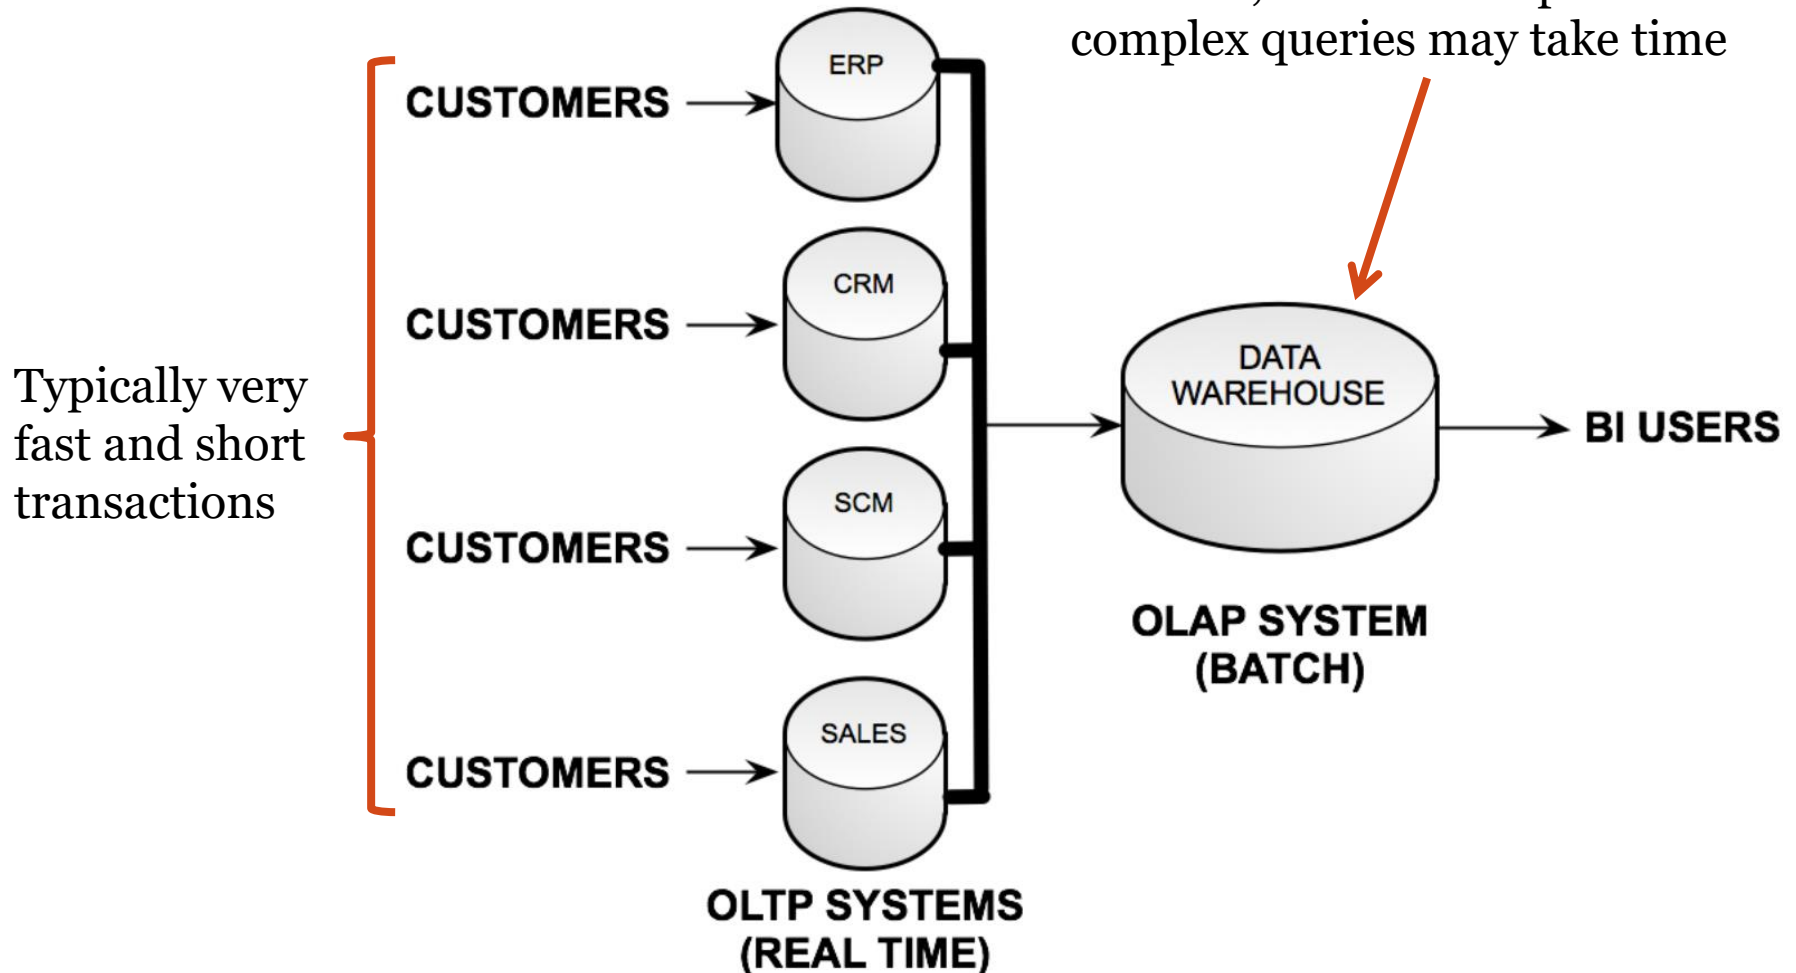 complex queries may take time
ERP
CUSTOMERS
CRM
CUSTOMERS
Typically very
fast and short
transactions
DATA
WAREHOUSE
BI USERS
SCM
CUSTOMERS
OLAP SYSTEM
(BATCH)
SALES
CUSTOMERS
OLTP SYSTEMS
(REAL TIME)